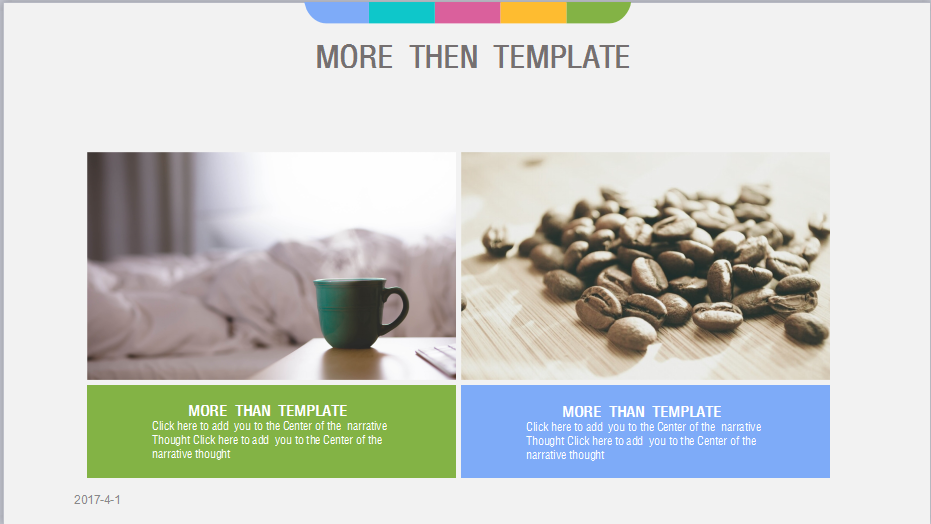 MORE THEN TEMPLATE
MORE THAN TEMPLATE
Click here to add you to the Center of the narrative
Thought Click here to add you to the Center of the
narrative thought
MORE THAN TEMPLATE
Click here to add you to the Center of the narrative
Thought Click here to add you to the Center of the
narrative thought
2017-4-1